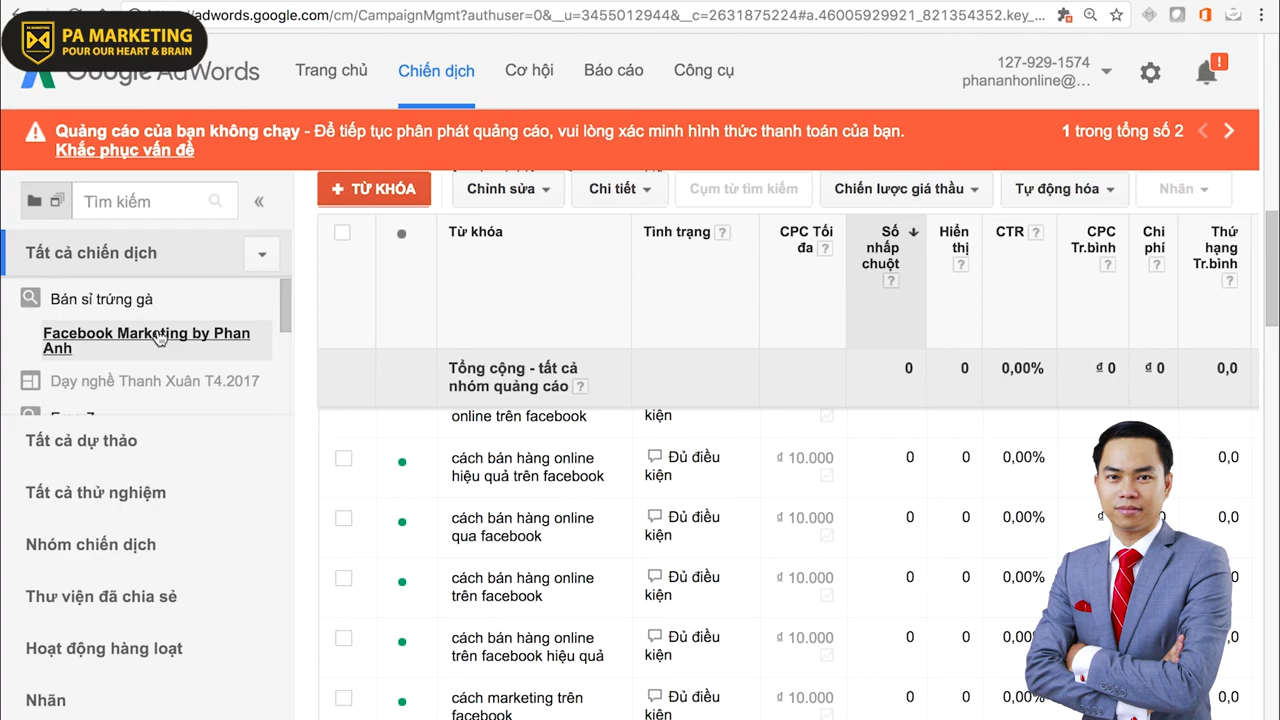 adwords.google.com/cm/CampaignMgmt?authuser=0&__u=3455012944&__c=2631175224#a.46005929921_821354352.key_...
PA MARKETING
POUR OUR HEART & BRAIN
Google AdWords
Trang chủ
Chiến dịch
Cơ hội
Báo cáo
Công cụ
127-929-1574
phananhonline@...
Quảng cáo của bạn không chạy - Để tiếp tục phân phát quảng cáo, vui lòng xác minh hình thức thanh toán của bạn.
Khắc phục vấn đề
1 trong tổng số 2
Tìm kiếm
Tất cả chiến dịch
Bán sỉ trứng gà
Facebook Marketing by Phan
Anh
Dạy nghề Thanh Xuân T4.2017
Tất cả dự thảo
Tất cả thử nghiệm
Nhóm chiến dịch
Thư viện đã chia sẻ
Hoạt động hàng loạt
Nhãn
+ TỪ KHÓA
Chỉnh sửa
Chi tiết
Cụm từ tìm kiếm
Chiến lược giá thầu
Tự động hóa
Nhãn
Từ khóa
Tình trạng ?
CPC Tối
đa ?
Số
nhấp
chuột
?
Hiển
thị
?
CTR ?
CPC
Tr.bình
?
Chi
phí
?
Thứ
hạng
Tr.bình
?
Tổng cộng - tất cả
nhóm quảng cáo ?
0 0 0,00% ₫ 0 ₫ 0 0,0
online trên facebook
kiện
cách bán hàng online
hiệu quả trên facebook
Đủ điều
kiện
₫ 10.000 0 0 0,00% 0,0
cách bán hàng online
qua facebook
Đủ điều
kiện
₫ 10.000 0 0 0,00% ₫ 0,0
cách bán hàng online
trên facebook
Đủ điều
kiện
₫ 10.000 0 0 0,00% 0
cách bán hàng online
trên facebook hiệu quả
Đủ điều
kiện
₫ 10.000 0 0 0,00 ,0
cách marketing trên
facebook
Đủ điều
kiện
₫ 10.000 0 0 0,00% 0,0